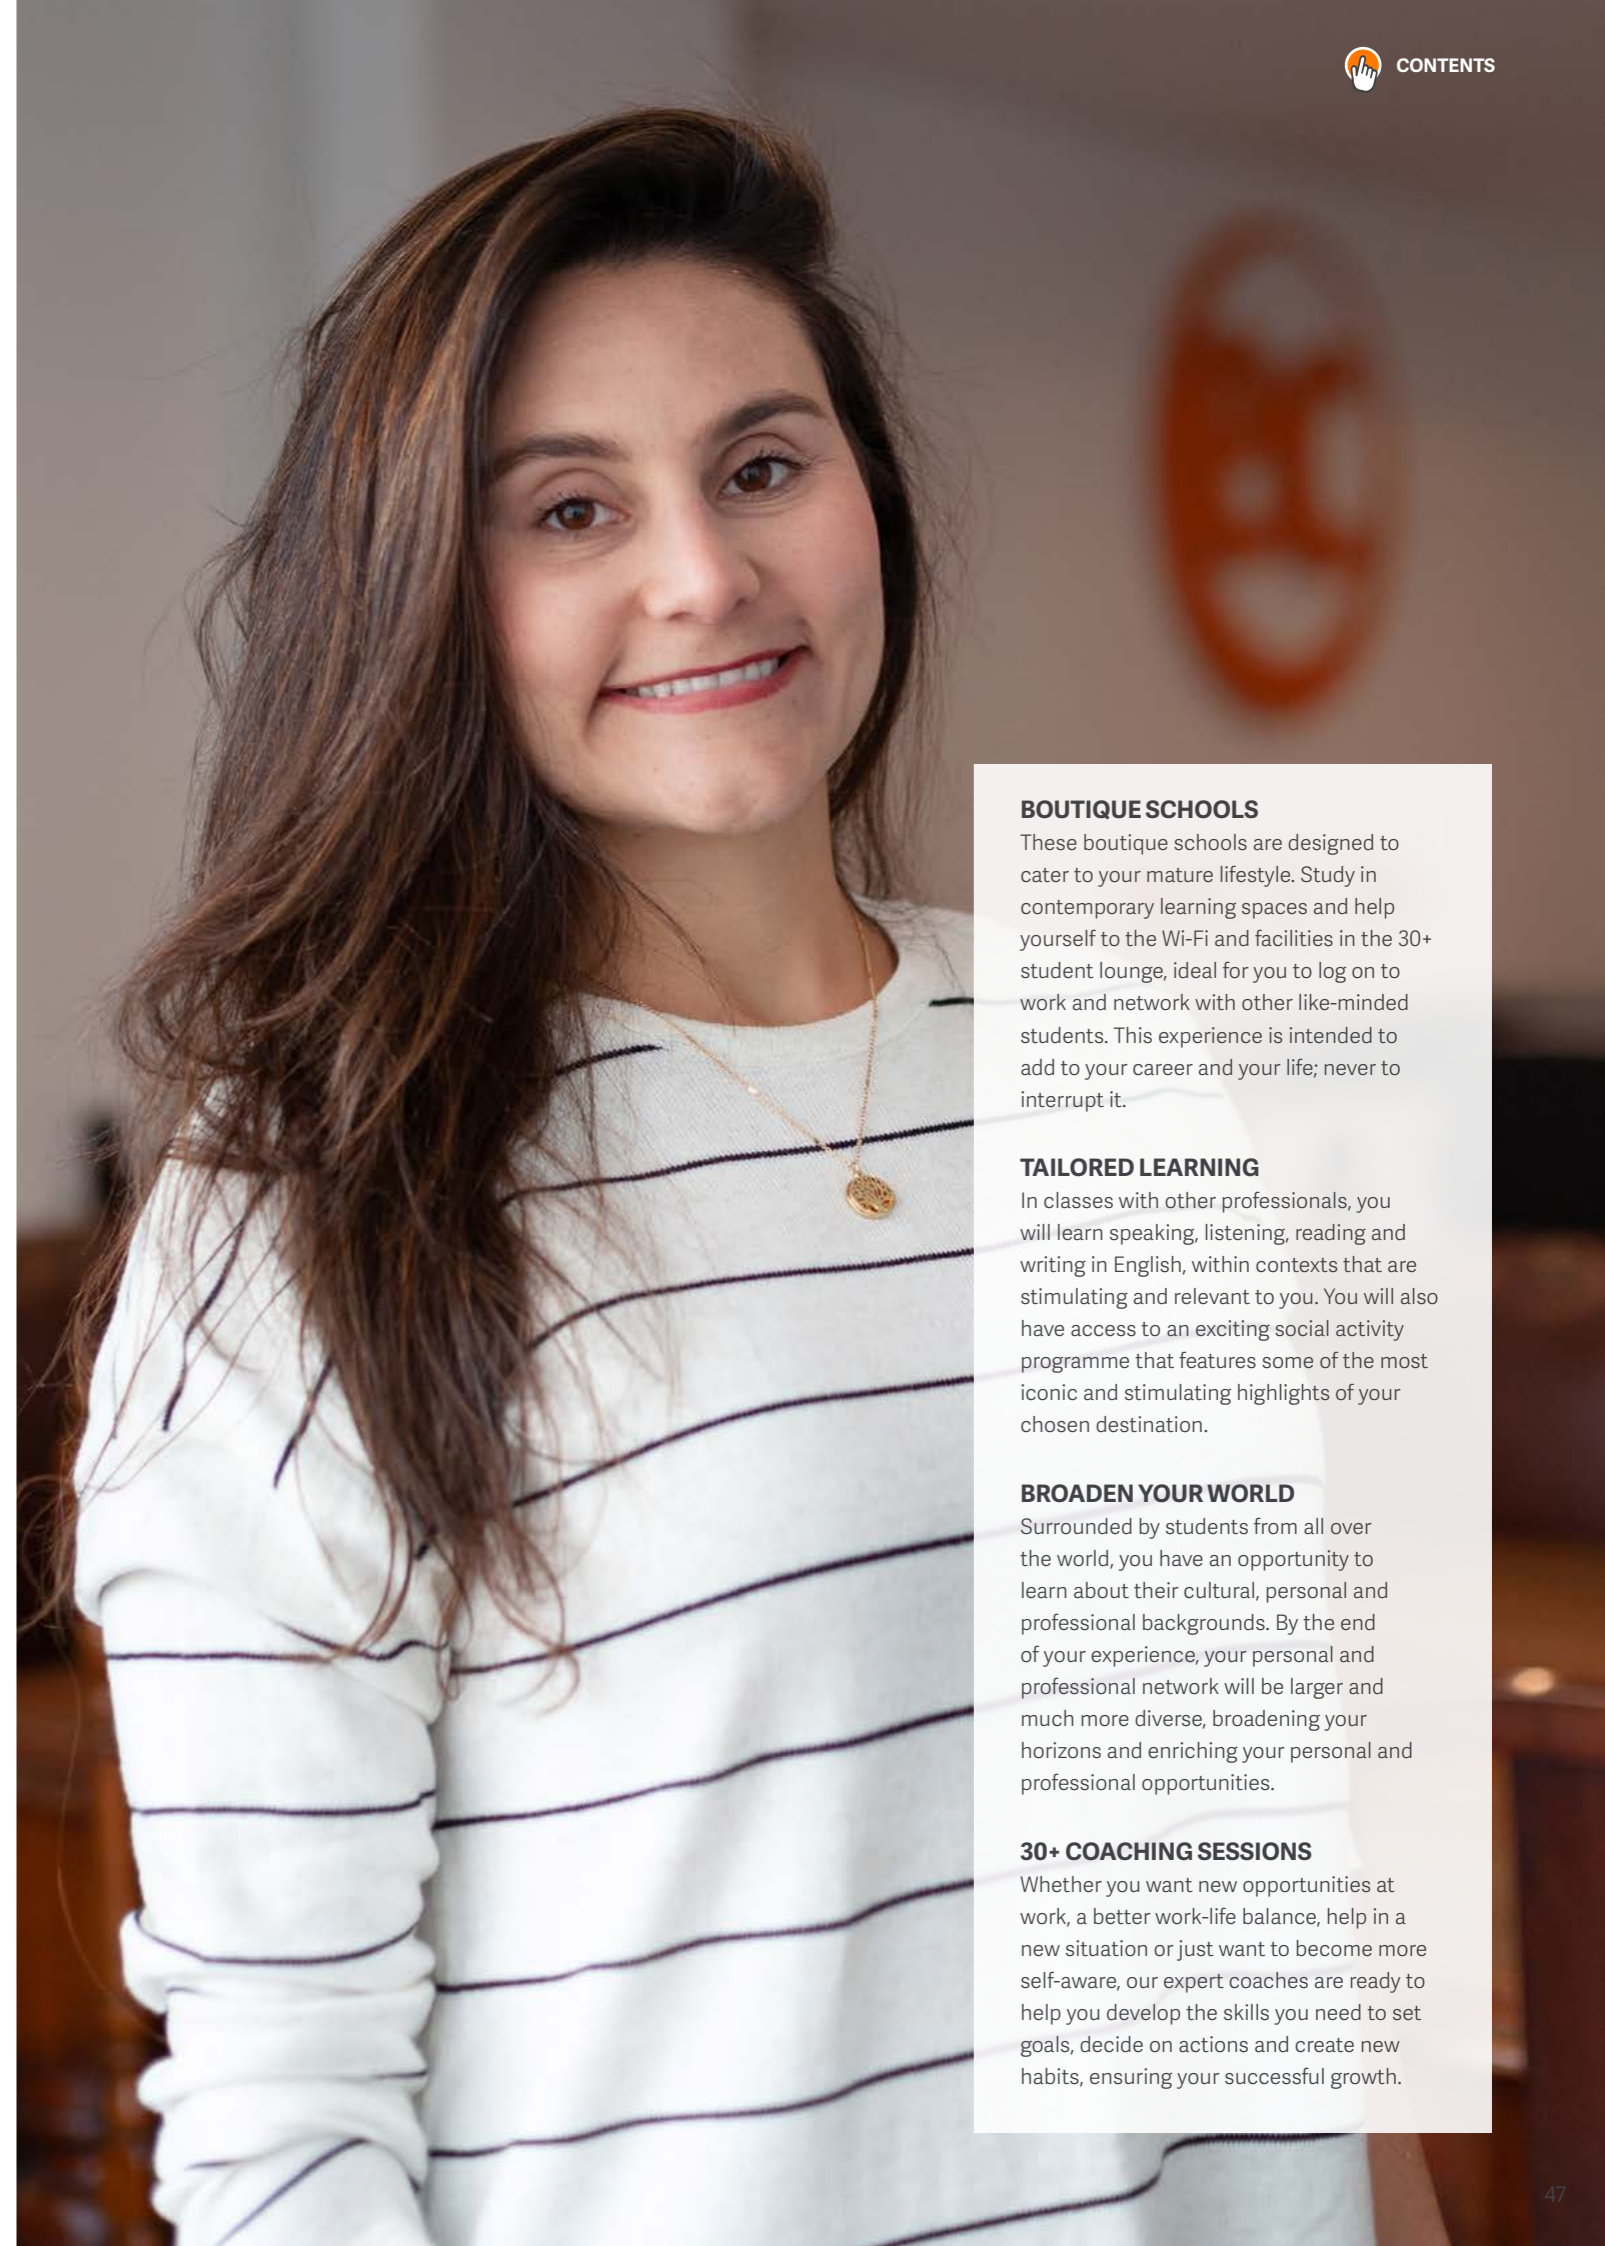 CONTENTS
BOUTIQUE SCHOOLS
These boutique schools are designed to
cater to your mature lifestyle. Study in
contemporary learning spaces and help
yourself to the Wi-Fi and facilities in the 30+
student lounge, ideal for you to log on to
work and network with other like-minded
students. This experience is intended to
add to your career and your life; never to
interrupt it.
TAILORED LEARNING
In classes with other professionals, you
will learn speaking, listening, reading and
writing in English, within contexts that are
stimulating and relevant to you. You will also
have access to an exciting social activity
programme that features some of the most
iconic and stimulating highlights of your
chosen destination.
BROADEN YOUR WORLD
Surrounded by students from all over
the world, you have an opportunity to
learn about their cultural, personal and
professional backgrounds. By the end
of your experience, your personal and
professional network will be larger and
much more diverse, broadening your
horizons and enriching your personal and
professional opportunities.
30+ COACHING SESSIONS
Whether you want new opportunities at
work, a better work-life balance, help in a
new situation or just want to become more
self-aware, our expert coaches are ready to
help you develop the skills you need to set
goals, decide on actions and create new
habits, ensuring your successful growth.
47